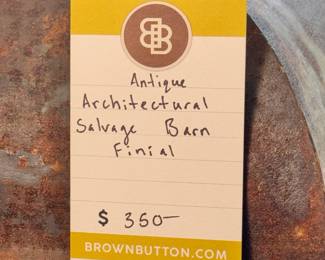 BB
Antique
Architectural
Salvage Barn
Finial
$ 350—
BROWNBUTTON.COM